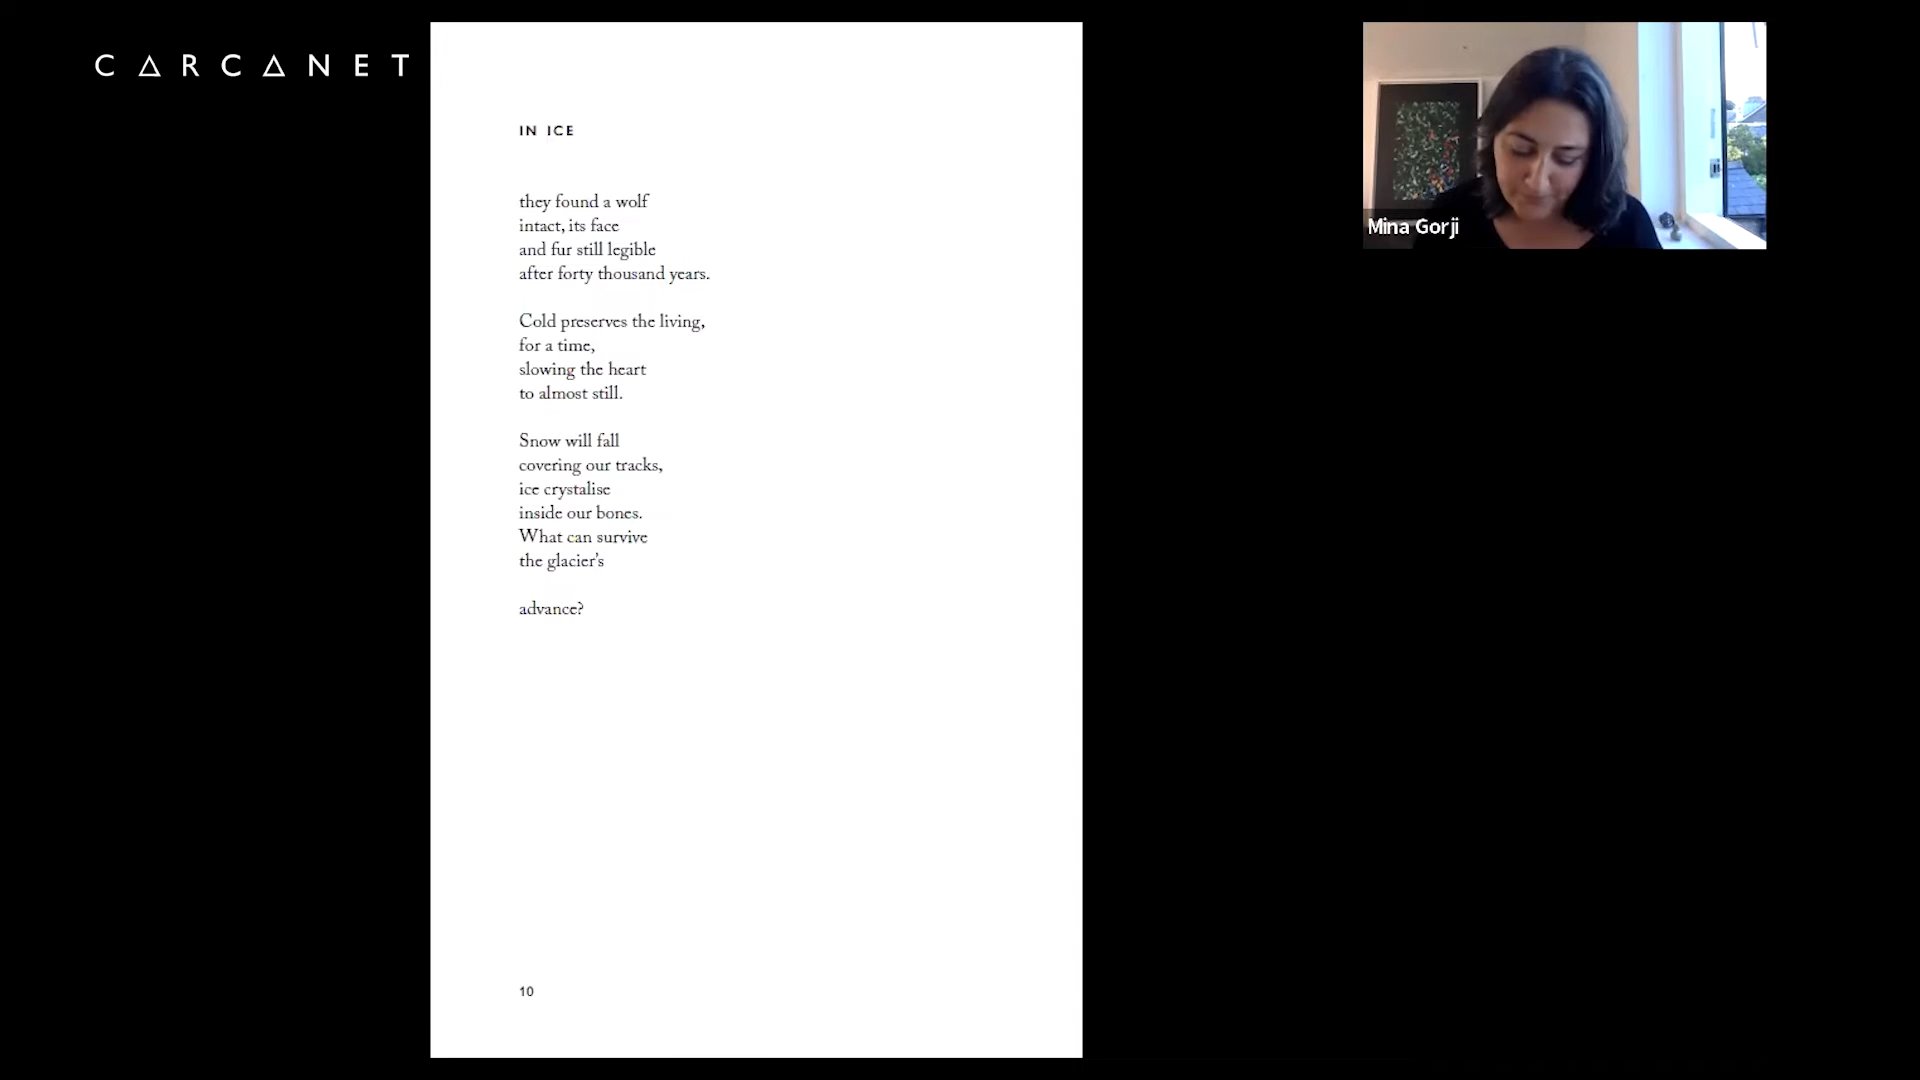 CARCANET
IN ICE
they found a wolf
intact, its face
and fur still legible
after forty thousand years.
Cold preserves the living,
for a time,
slowing the heart
to almost still.
Snow will fall
covering our tracks,
ice crystalise
inside our bones.
What can survive
the glacier’s
advance?
10
Mina Gorji